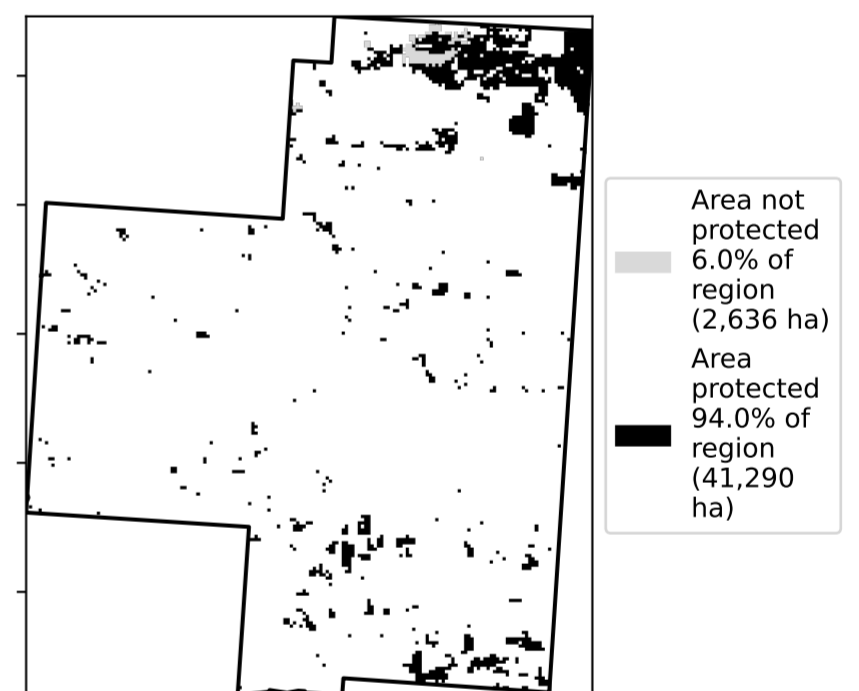 Area not
protected
6.0% of
region
(2,636 ha)
Area
protected
94.0% of
region
(41,290
ha)